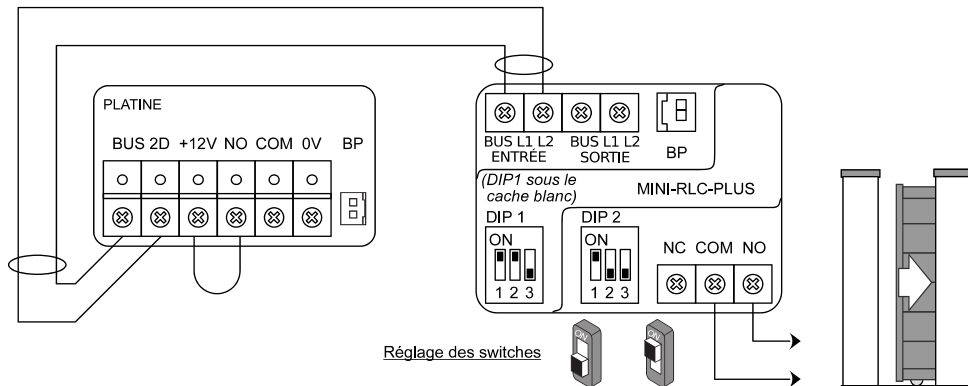 PLATINE
BUS 2D +12V NO COM 0V BP
BUS L1 L2 BUS L1 L2
ENTRÉE SORTIE
BP
(DIP1 sous le
cache blanc)
MINI-RLC-PLUS
DIP 1
ON
1 2 3
DIP 2
ON
1 2 3
NC COM NO
Réglage des switches
ON
ON